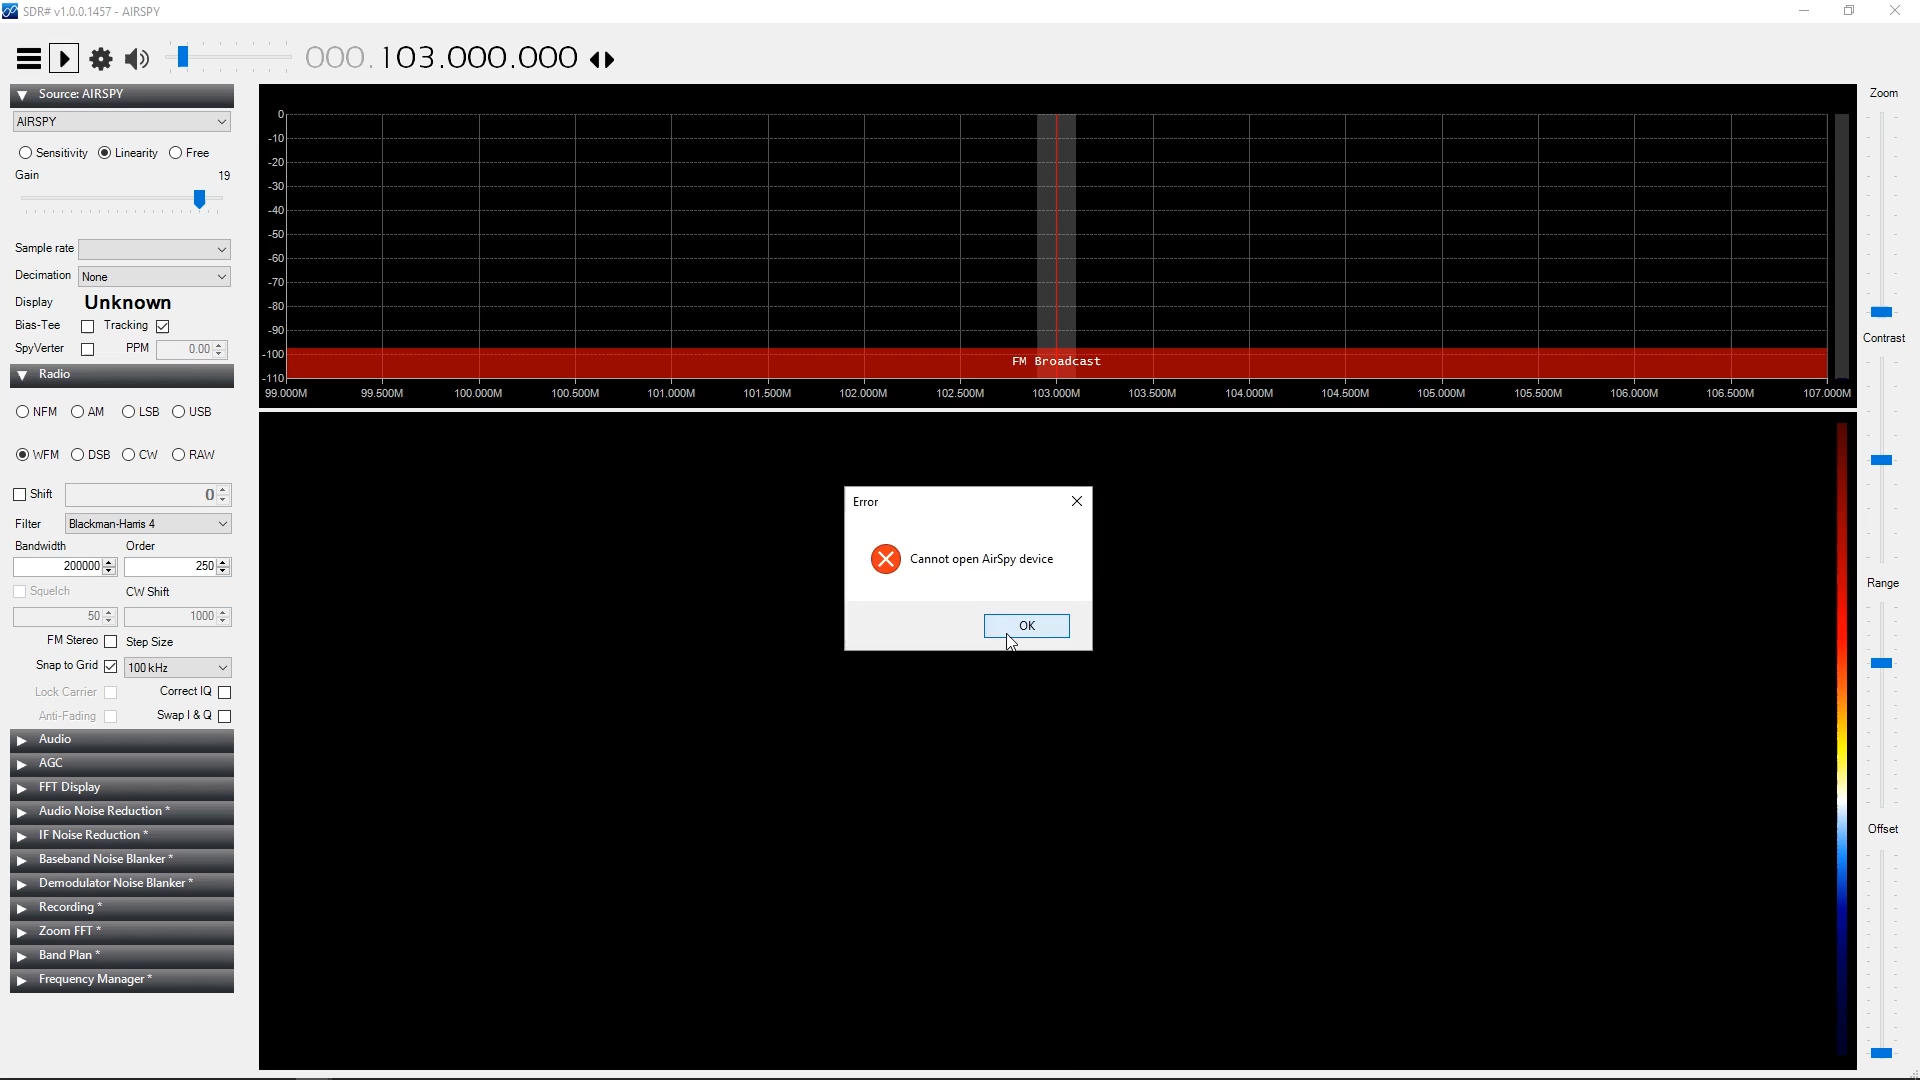 SDR# v1.0.0.1457 - AIRSPY
000.103.000.000
Source: AIRSPY
AIRSPY
Sensitivity Linearity Free
Gain 19
Sample rate
Decimation None
Display Unknown
Bias-Tee Tracking
SpyVerter PPM 0.00
Radio
NFM AM LSB USB
WFM DSB CW RAW
Shift 0
Filter Blackman-Harris 4
Bandwidth Order
200000 250
Squelch CW Shift
50 1000
FM Stereo Step Size
Snap to Grid 100 kHz
Lock Carrier Correct IQ
Anti-Fading Swap I & Q
Audio
AGC
FFT Display
Audio Noise Reduction *
IF Noise Reduction *
Baseband Noise Blanker *
Demodulator Noise Blanker *
Recording *
Zoom FFT *
Band Plan *
Frequency Manager *
0
-10
-20
-30
-40
-50
-60
-70
-80
-90
-100
-110
FM Broadcast
99.000M 99.500M 100.000M 100.500M 101.000M 101.500M 102.000M 102.500M 103.000M 103.500M 104.000M 104.500M 105.000M 105.500M 106.000M 106.500M 107.000M
Error
Cannot open AirSpy device
OK
Zoom
Contrast
Range
Offset